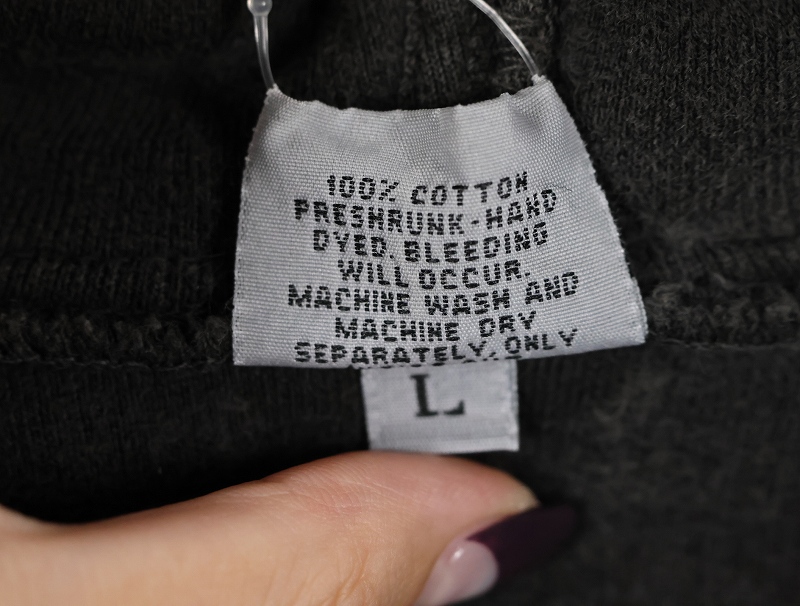 100% COTTON
PRESHRUNK-HAND
DYED. BLEEDING
WILL OCCUR.
MACHINE WASH AND
MACHINE DRY
SEPARATELY, ONLY
L